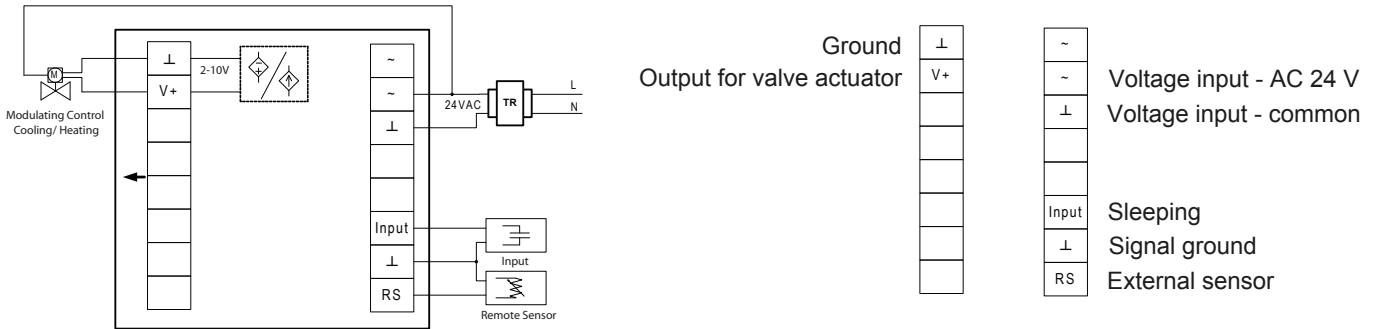 ⊥
V+
2-10V
M
Modulating Control
Cooling/ Heating
~
~
⊥
24VAC
TR
L
N
Input
⊥
RS
Input
Remote Sensor
Ground ⊥
Output for valve actuator V+
~
~ Voltage input - AC 24 V
⊥ Voltage input - common
Input Sleeping
⊥ Signal ground
RS External sensor